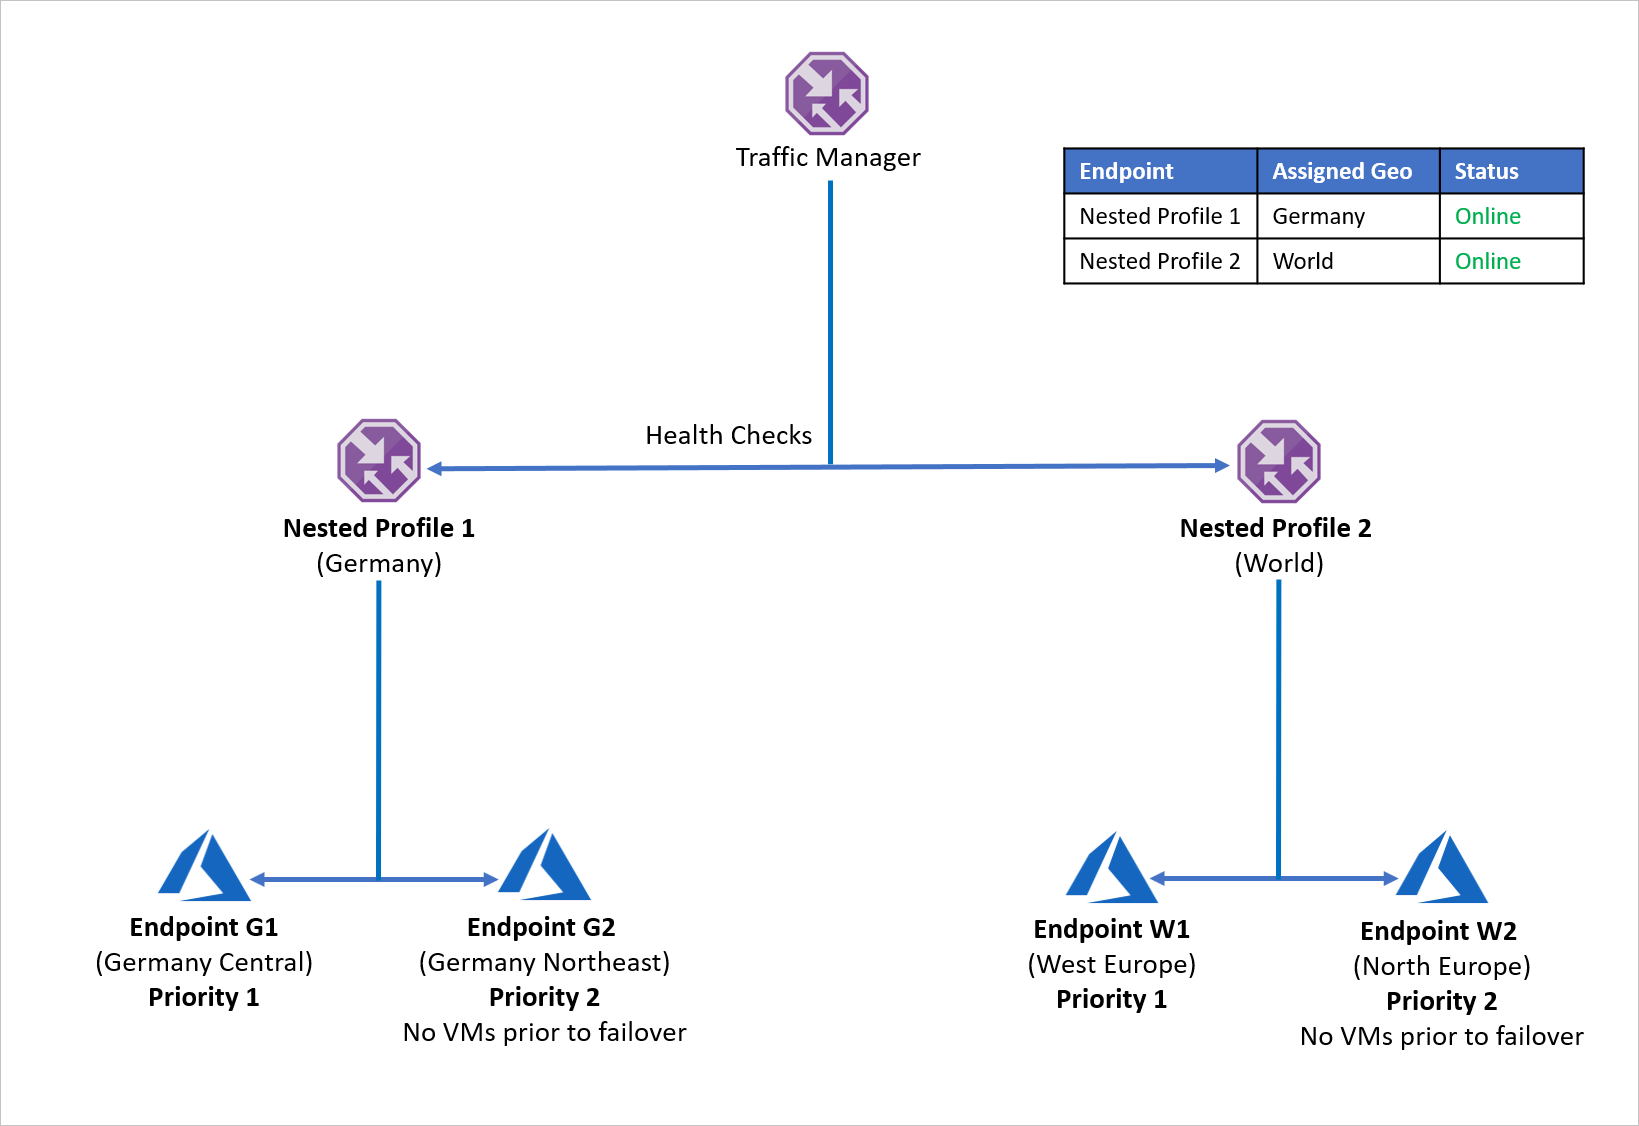 Traffic Manager
Endpoint Assigned Geo Status
Nested Profile 1 Germany Online
Nested Profile 2 World Online
Health Checks
Nested Profile 1
(Germany)
Nested Profile 2
(World)
Endpoint G1
(Germany Central)
Priority 1
Endpoint G2
(Germany Northeast)
Priority 2
No VMs prior to failover
Endpoint W1
(West Europe)
Priority 1
Endpoint W2
(North Europe)
Priority 2
No VMs prior to failover